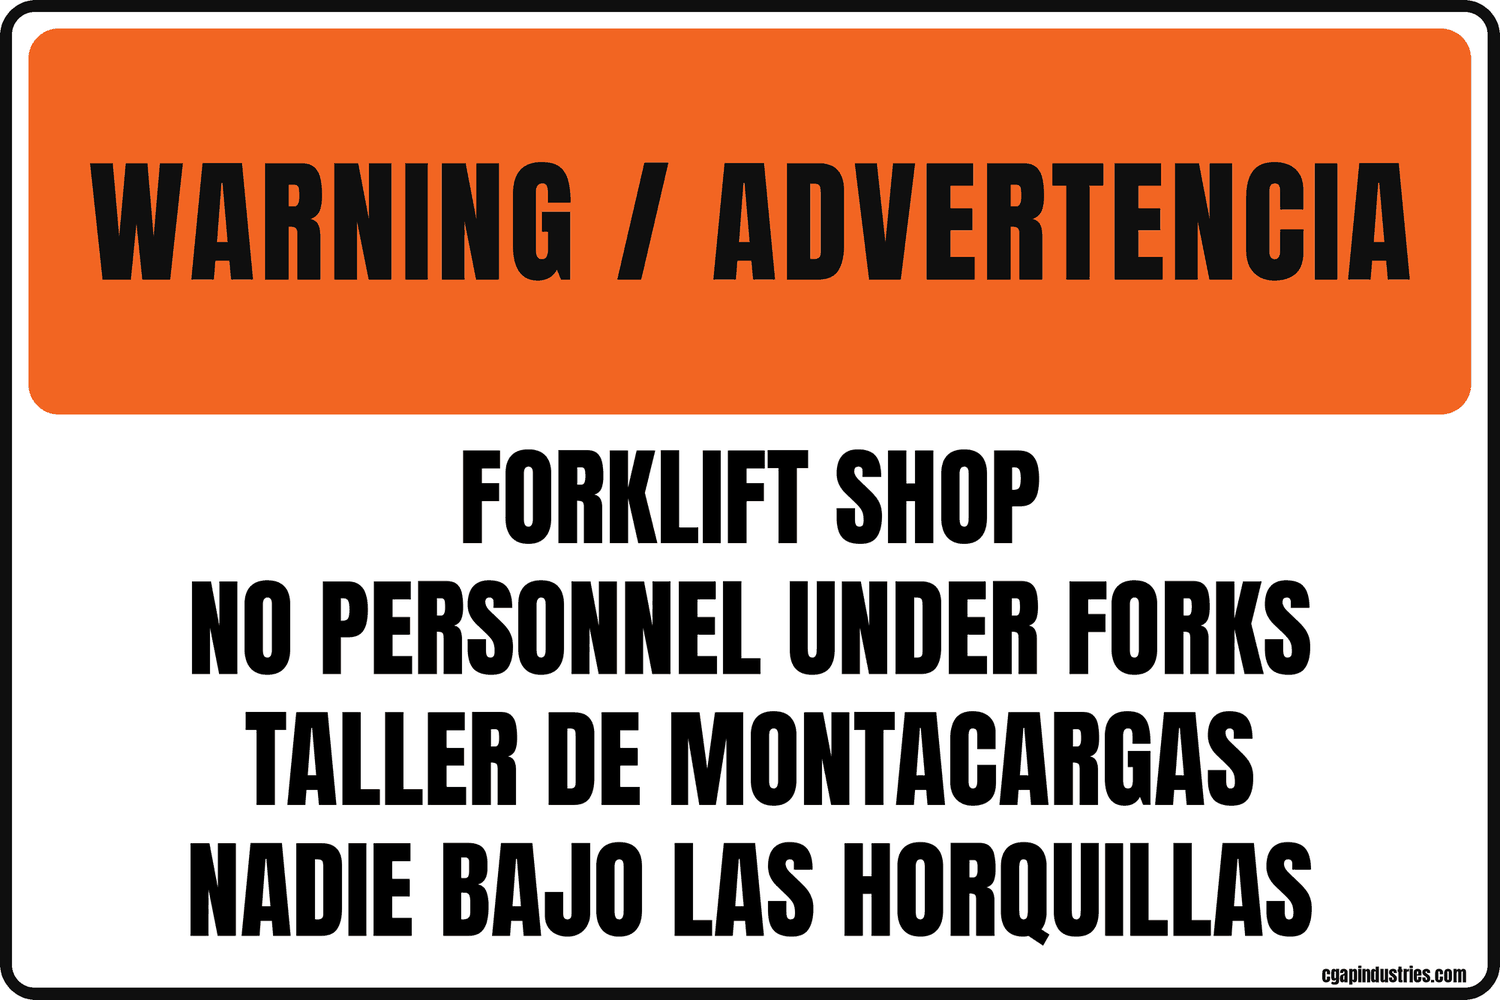 WARNING / ADVERTENCIA
FORKLIFT SHOP
NO PERSONNEL UNDER FORKS
TALLER DE MONTACARGAS
NADIE BAJO LAS HORQUILLAS
cgapindustries.com